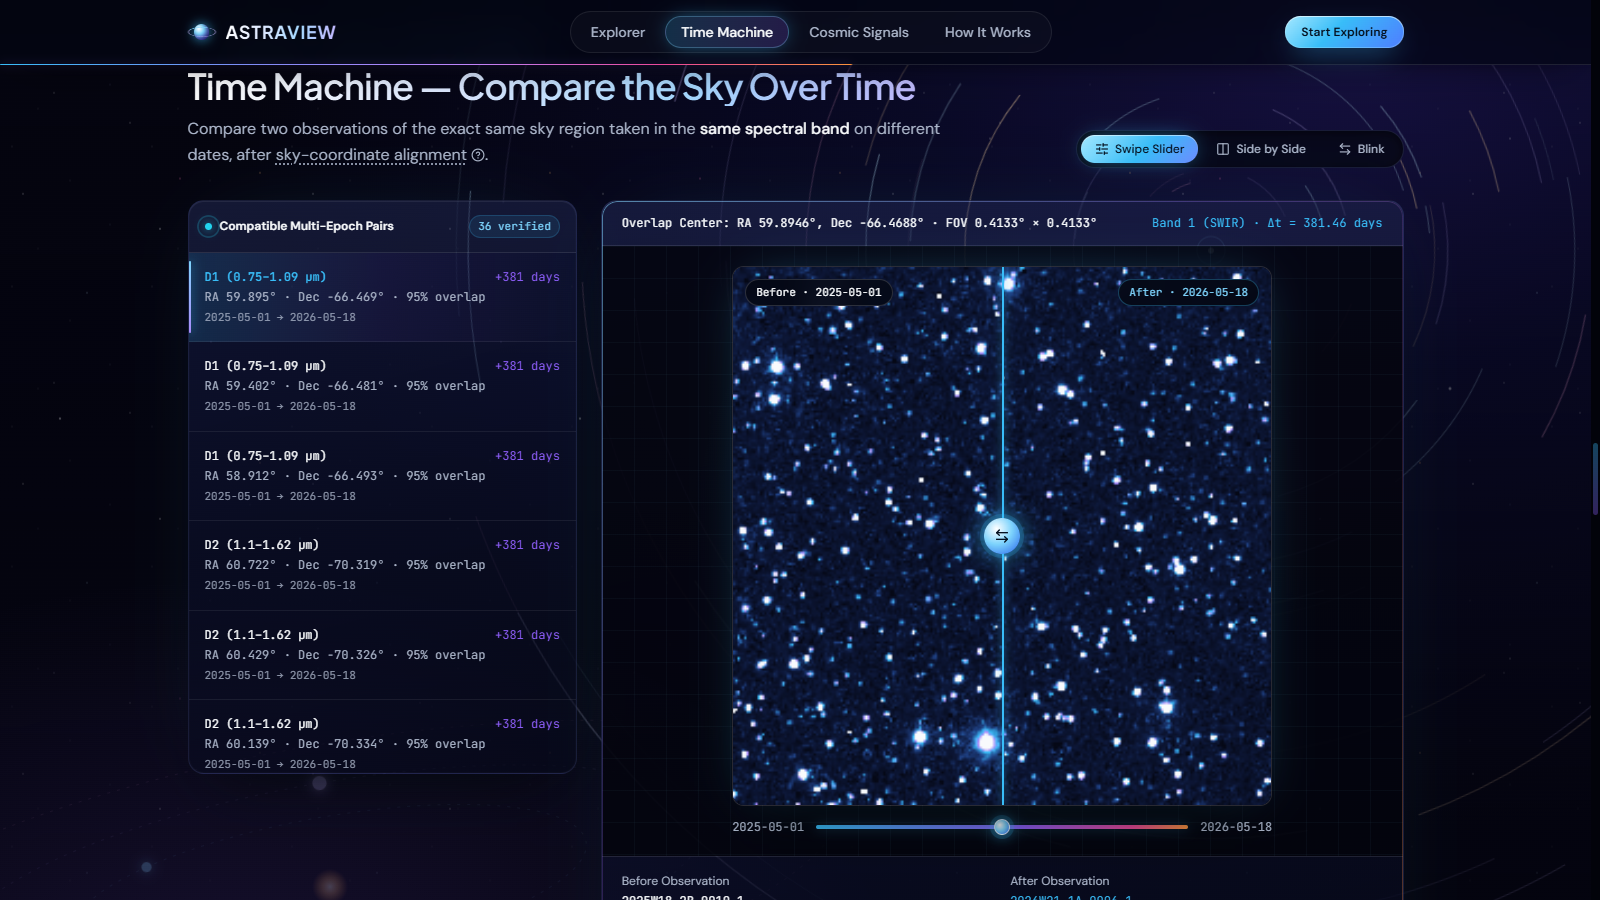 ASTRAVIEW
Explorer
Time Machine
Cosmic Signals
How It Works
Start Exploring
Time Machine — Compare the Sky Over Time
Compare two observations of the exact same sky region taken in the same spectral band on different
dates, after sky-coordinate alignment ?.
Swipe Slider
Side by Side
Blink
Compatible Multi-Epoch Pairs
36 verified
D1 (0.75–1.09 µm) +381 days
RA 59.895° · Dec -66.469° · 95% overlap
2025-05-01 → 2026-05-18
D1 (0.75–1.09 µm) +381 days
RA 59.402° · Dec -66.481° · 95% overlap
2025-05-01 → 2026-05-18
D1 (0.75–1.09 µm) +381 days
RA 58.912° · Dec -66.493° · 95% overlap
2025-05-01 → 2026-05-18
D2 (1.1–1.62 µm) +381 days
RA 60.722° · Dec -70.319° · 95% overlap
2025-05-01 → 2026-05-18
D2 (1.1–1.62 µm) +381 days
RA 60.429° · Dec -70.326° · 95% overlap
2025-05-01 → 2026-05-18
D2 (1.1–1.62 µm) +381 days
RA 60.139° · Dec -70.334° · 95% overlap
2025-05-01 → 2026-05-18
Overlap Center: RA 59.8946°, Dec -66.4688° · FOV 0.4133° × 0.4133°
Band 1 (SWIR) · Δt = 381.46 days
Before · 2025-05-01
After · 2026-05-18
2025-05-01
2026-05-18
Before Observation
After Observation